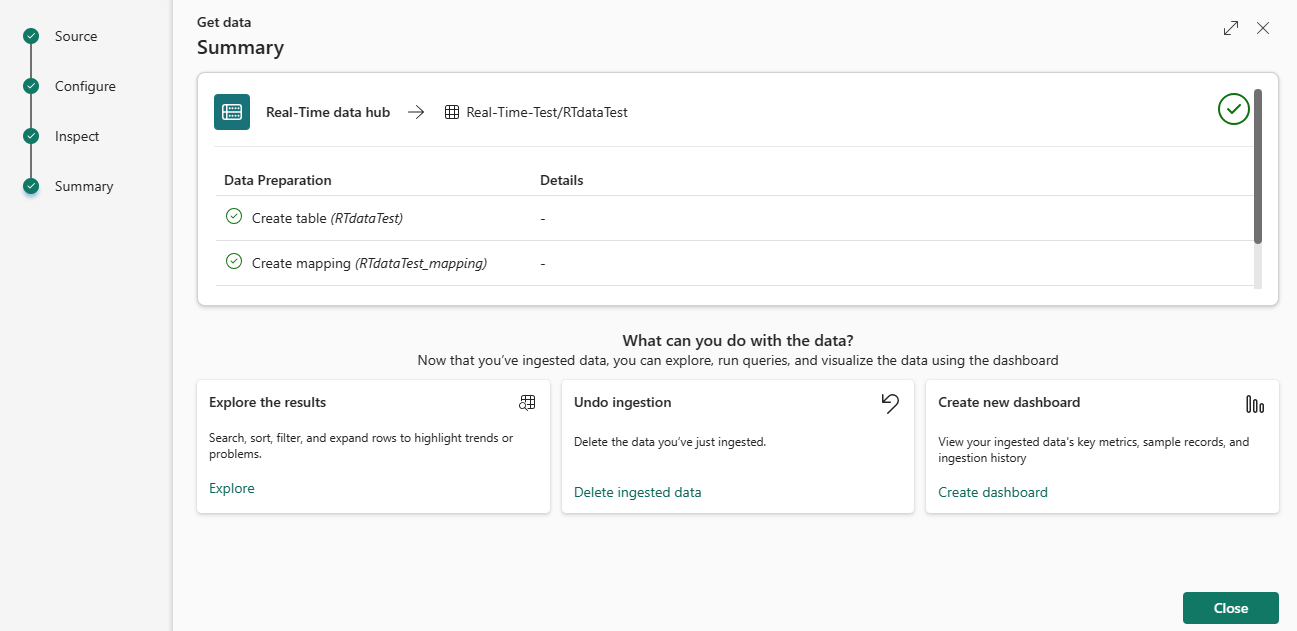 Source
Configure
Inspect
Summary
Get data
Summary
Real-Time data hub
Real-Time-Test/RTdataTest
Data Preparation Details
Create table (RTdataTest) -
Create mapping (RTdataTest_mapping) -
What can you do with the data?
Now that you've ingested data, you can explore, run queries, and visualize the data using the dashboard
Explore the results
Search, sort, filter, and expand rows to highlight trends or
problems.
Explore
Undo ingestion
Delete the data you've just ingested.
Delete ingested data
Create new dashboard
View your ingested data's key metrics, sample records, and
ingestion history
Create dashboard
Close